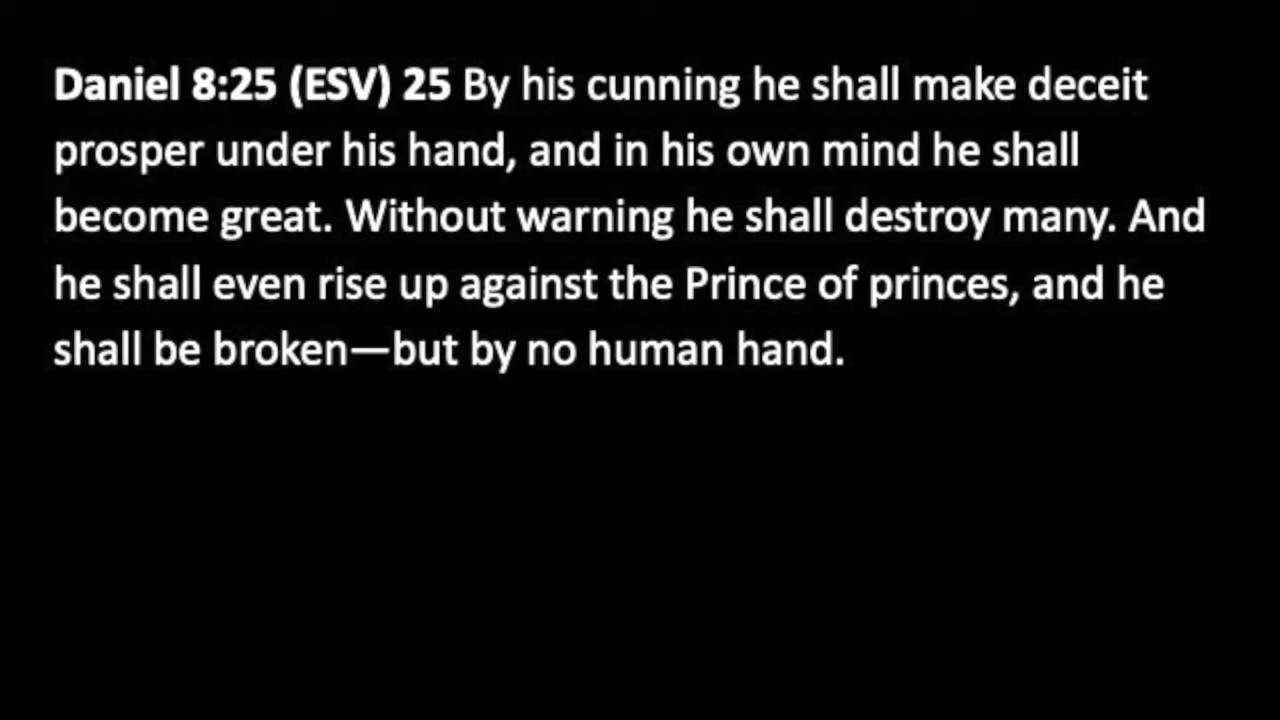 Daniel 8:25 (ESV) 25 By his cunning he shall make deceit
prosper under his hand, and in his own mind he shall
become great. Without warning he shall destroy many. And
he shall even rise up against the Prince of princes, and he
shall be broken—but by no human hand.